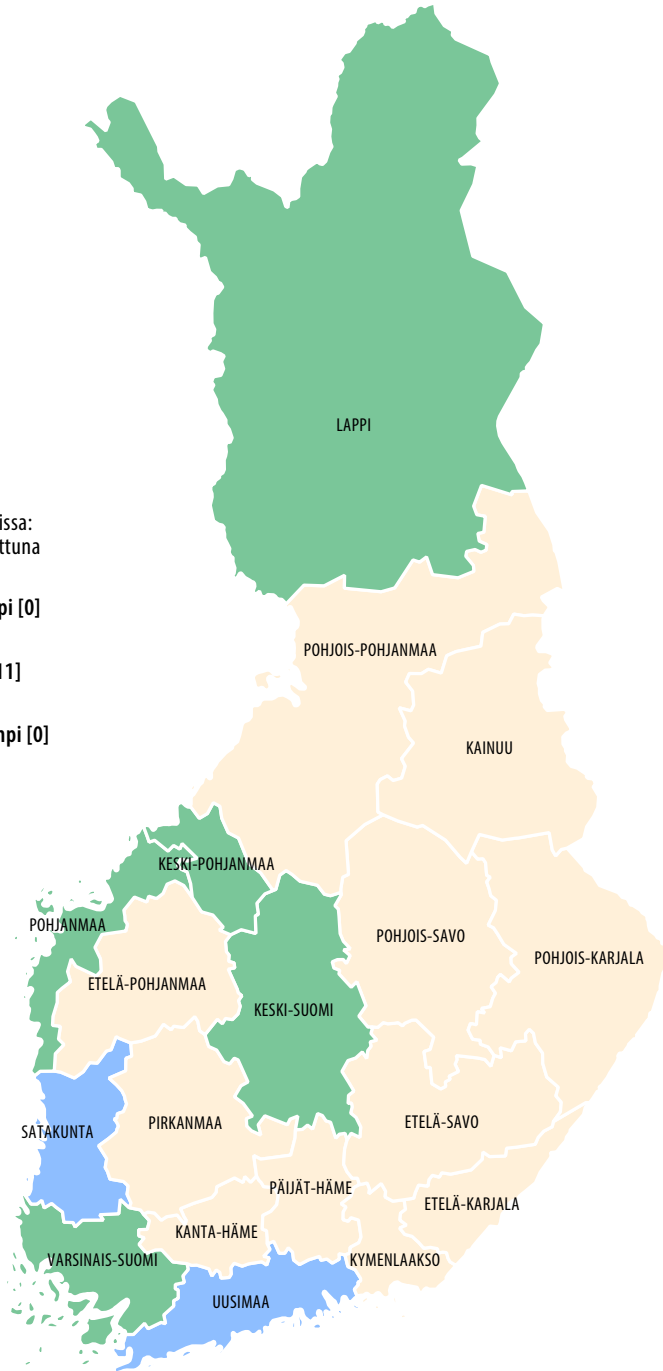 LAPPI
issa:
ttuna
pi [0]
POHJOIS-POHJANMAA
11]
npi [0]
KAINUU
KESKI-POHJANMAA
POHJANMAA
POHJOIS-SAVO
POHJOIS-KARJALA
ETELÄ-POHJANMAA
KESKI-SUOMI
SATAKUNTA
PIRKANMAA
ETELÄ-SAVO
PÄIJÄT-HÄME
ETELÄ-KARJALA
KANTA-HÄME
VARSINAIS-SUOMI
KYMENLAAKSO
UUSIMAA